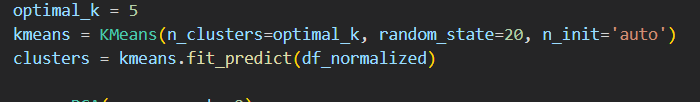 optimal_k = 5
kmeans = KMeans(n_clusters=optimal_k, random_state=20, n_init='auto')
clusters = kmeans.fit_predict(df_normalized)